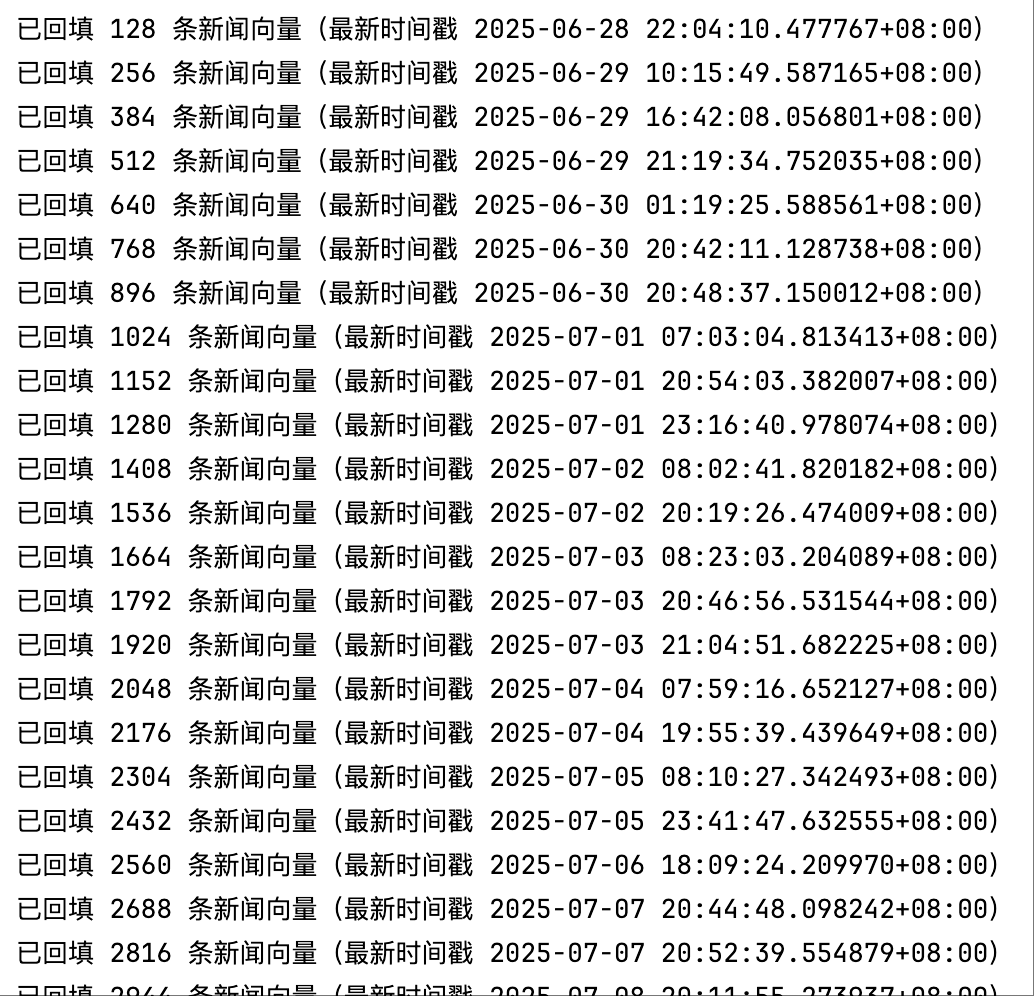 已回填 128 条新闻向量（最新时间戳 2025-06-28 22:04:10.477767+08:00）
已回填 256 条新闻向量（最新时间戳 2025-06-29 10:15:49.587165+08:00）
已回填 384 条新闻向量（最新时间戳 2025-06-29 16:42:08.056801+08:00）
已回填 512 条新闻向量（最新时间戳 2025-06-29 21:19:34.752035+08:00）
已回填 640 条新闻向量（最新时间戳 2025-06-30 01:19:25.588561+08:00）
已回填 768 条新闻向量（最新时间戳 2025-06-30 20:42:11.128738+08:00）
已回填 896 条新闻向量（最新时间戳 2025-06-30 20:48:37.150012+08:00）
已回填 1024 条新闻向量（最新时间戳 2025-07-01 07:03:04.813413+08:00）
已回填 1152 条新闻向量（最新时间戳 2025-07-01 20:54:03.382007+08:00）
已回填 1280 条新闻向量（最新时间戳 2025-07-01 23:16:40.978074+08:00）
已回填 1408 条新闻向量（最新时间戳 2025-07-02 08:02:41.820182+08:00）
已回填 1536 条新闻向量（最新时间戳 2025-07-02 20:19:26.474009+08:00）
已回填 1664 条新闻向量（最新时间戳 2025-07-03 08:23:03.204089+08:00）
已回填 1792 条新闻向量（最新时间戳 2025-07-03 20:46:56.531544+08:00）
已回填 1920 条新闻向量（最新时间戳 2025-07-03 21:04:51.682225+08:00）
已回填 2048 条新闻向量（最新时间戳 2025-07-04 07:59:16.652127+08:00）
已回填 2176 条新闻向量（最新时间戳 2025-07-04 19:55:39.439649+08:00）
已回填 2304 条新闻向量（最新时间戳 2025-07-05 08:10:27.342493+08:00）
已回填 2432 条新闻向量（最新时间戳 2025-07-05 23:41:47.632555+08:00）
已回填 2560 条新闻向量（最新时间戳 2025-07-06 18:09:24.209970+08:00）
已回填 2688 条新闻向量（最新时间戳 2025-07-07 20:44:48.098242+08:00）
已回填 2816 条新闻向量（最新时间戳 2025-07-07 20:52:39.554879+08:00）